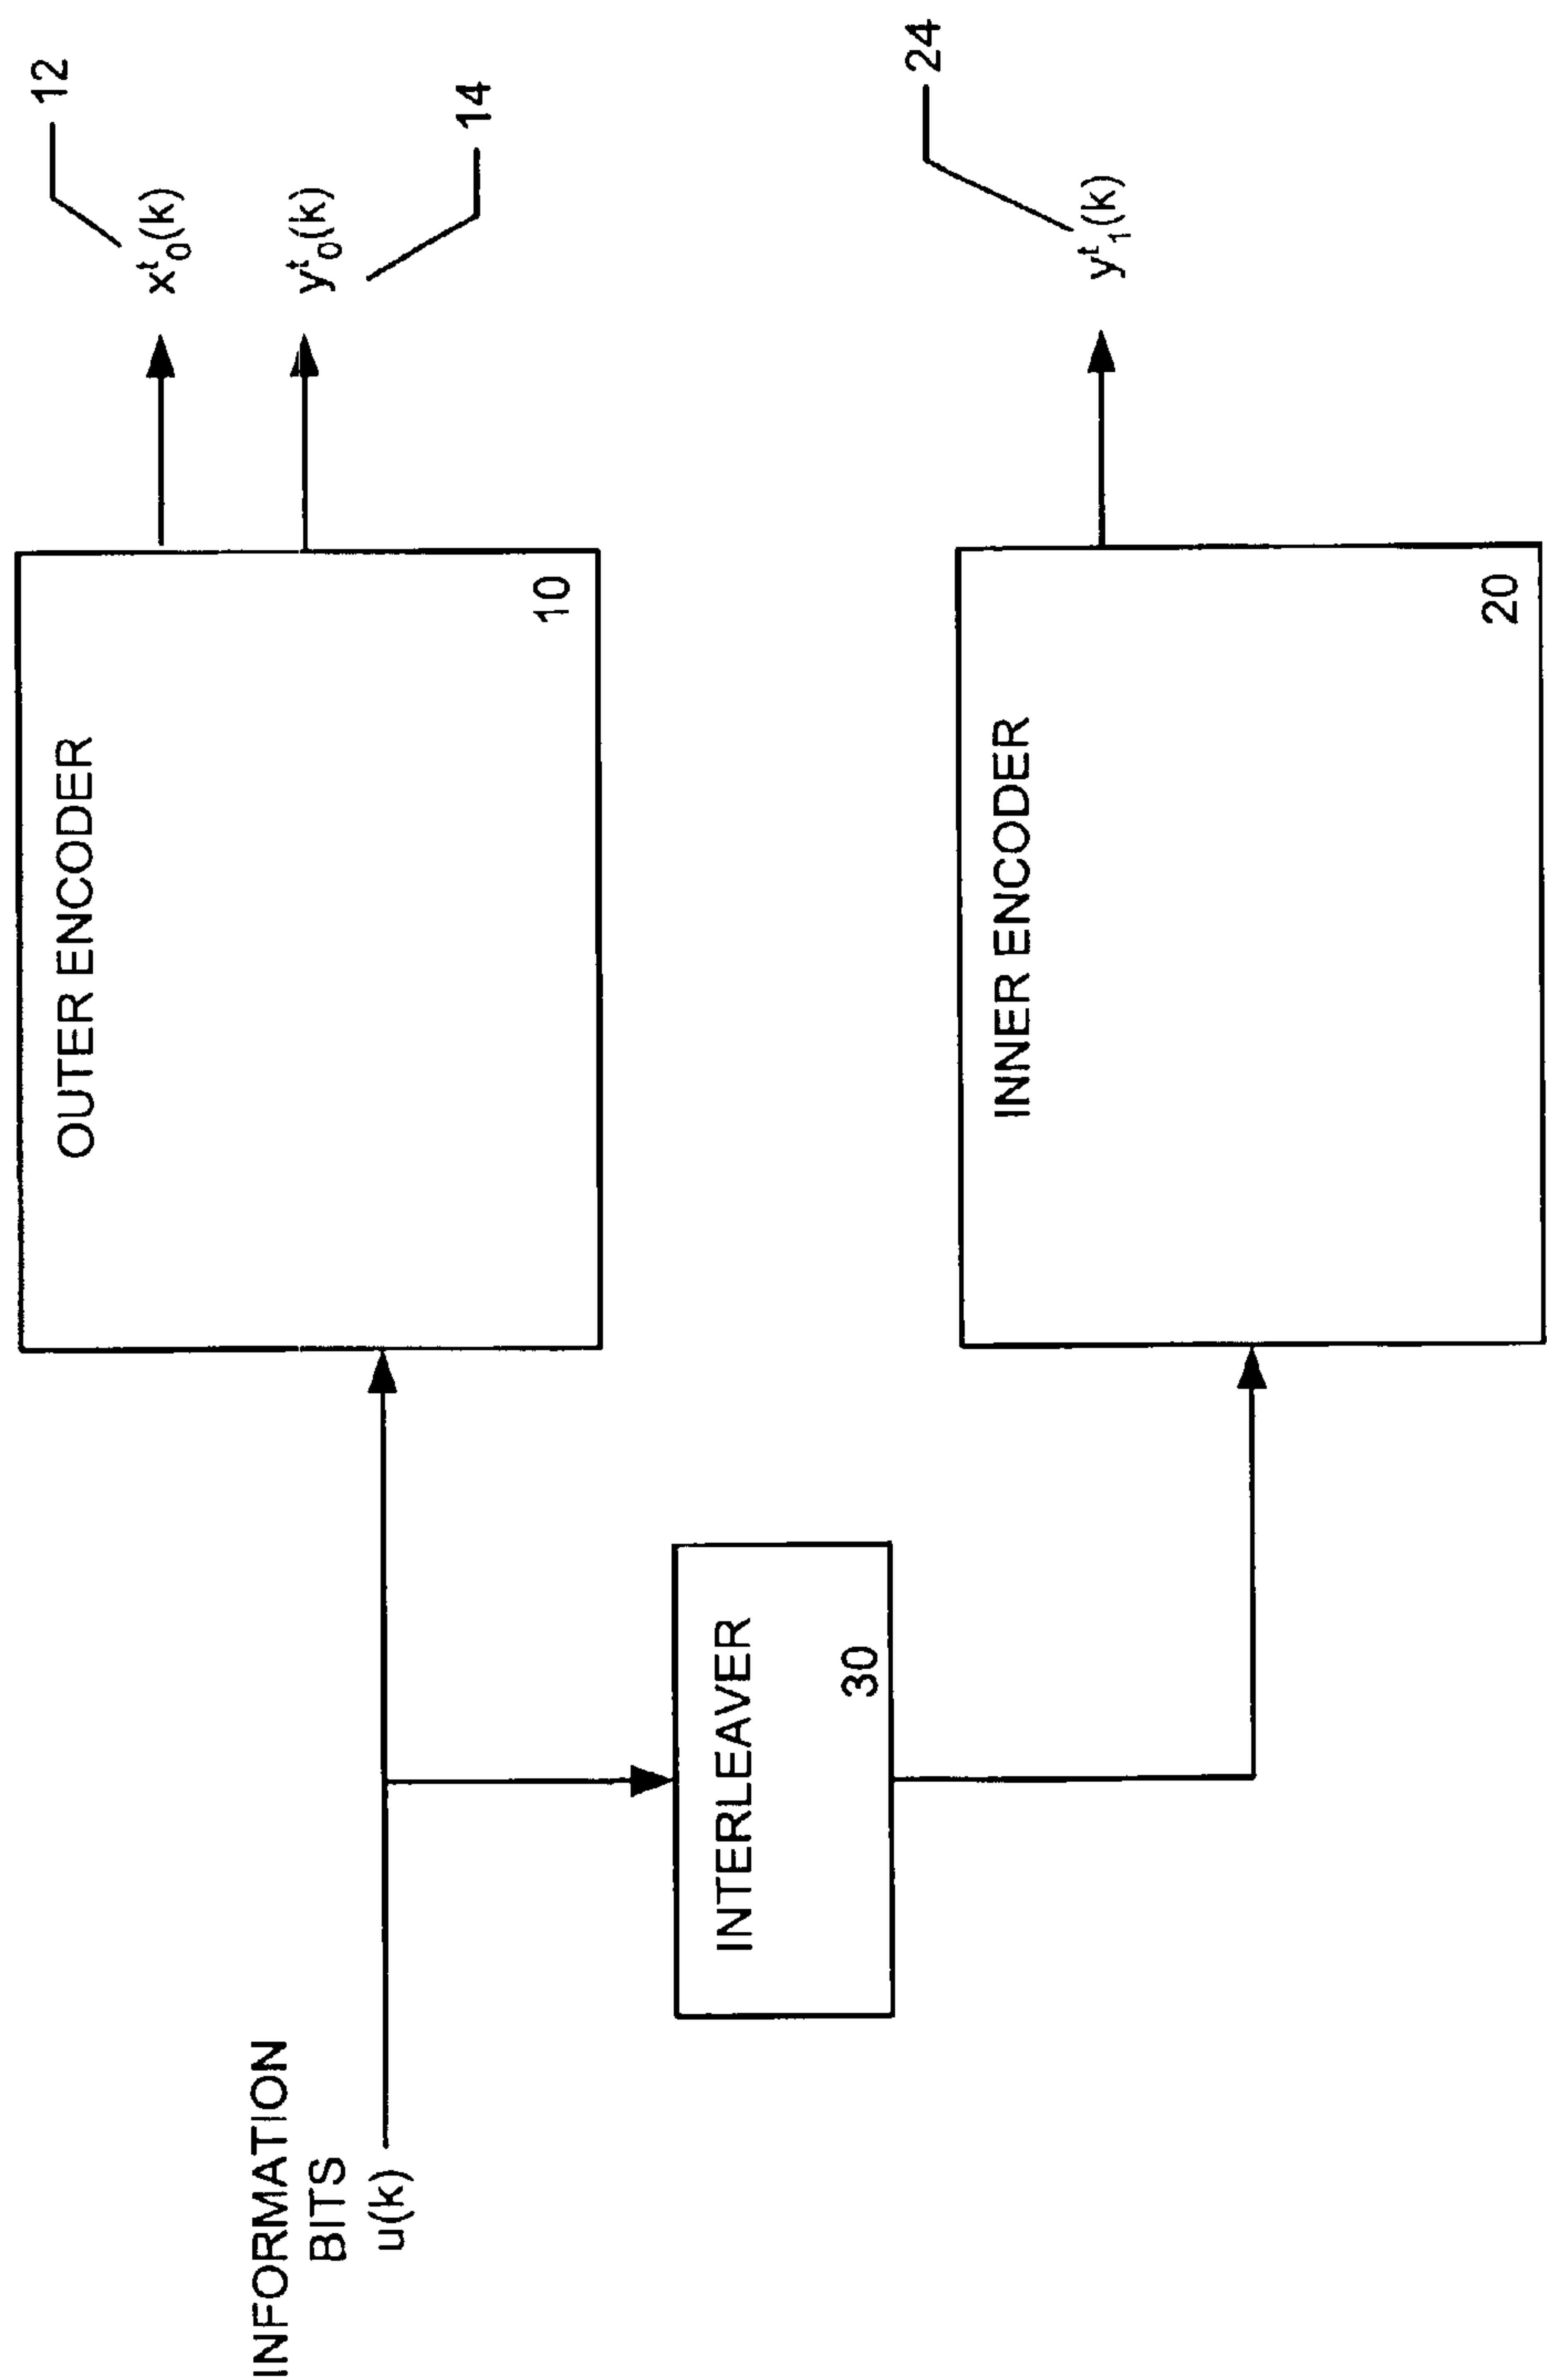 INFORMATION
BITS
u(k)
OUTER ENCODER
10
x^t_0(k)
12
y^t_0(k)
14
INTERLEAVER
30
INNER ENCODER
20
y^t_1(k)
24